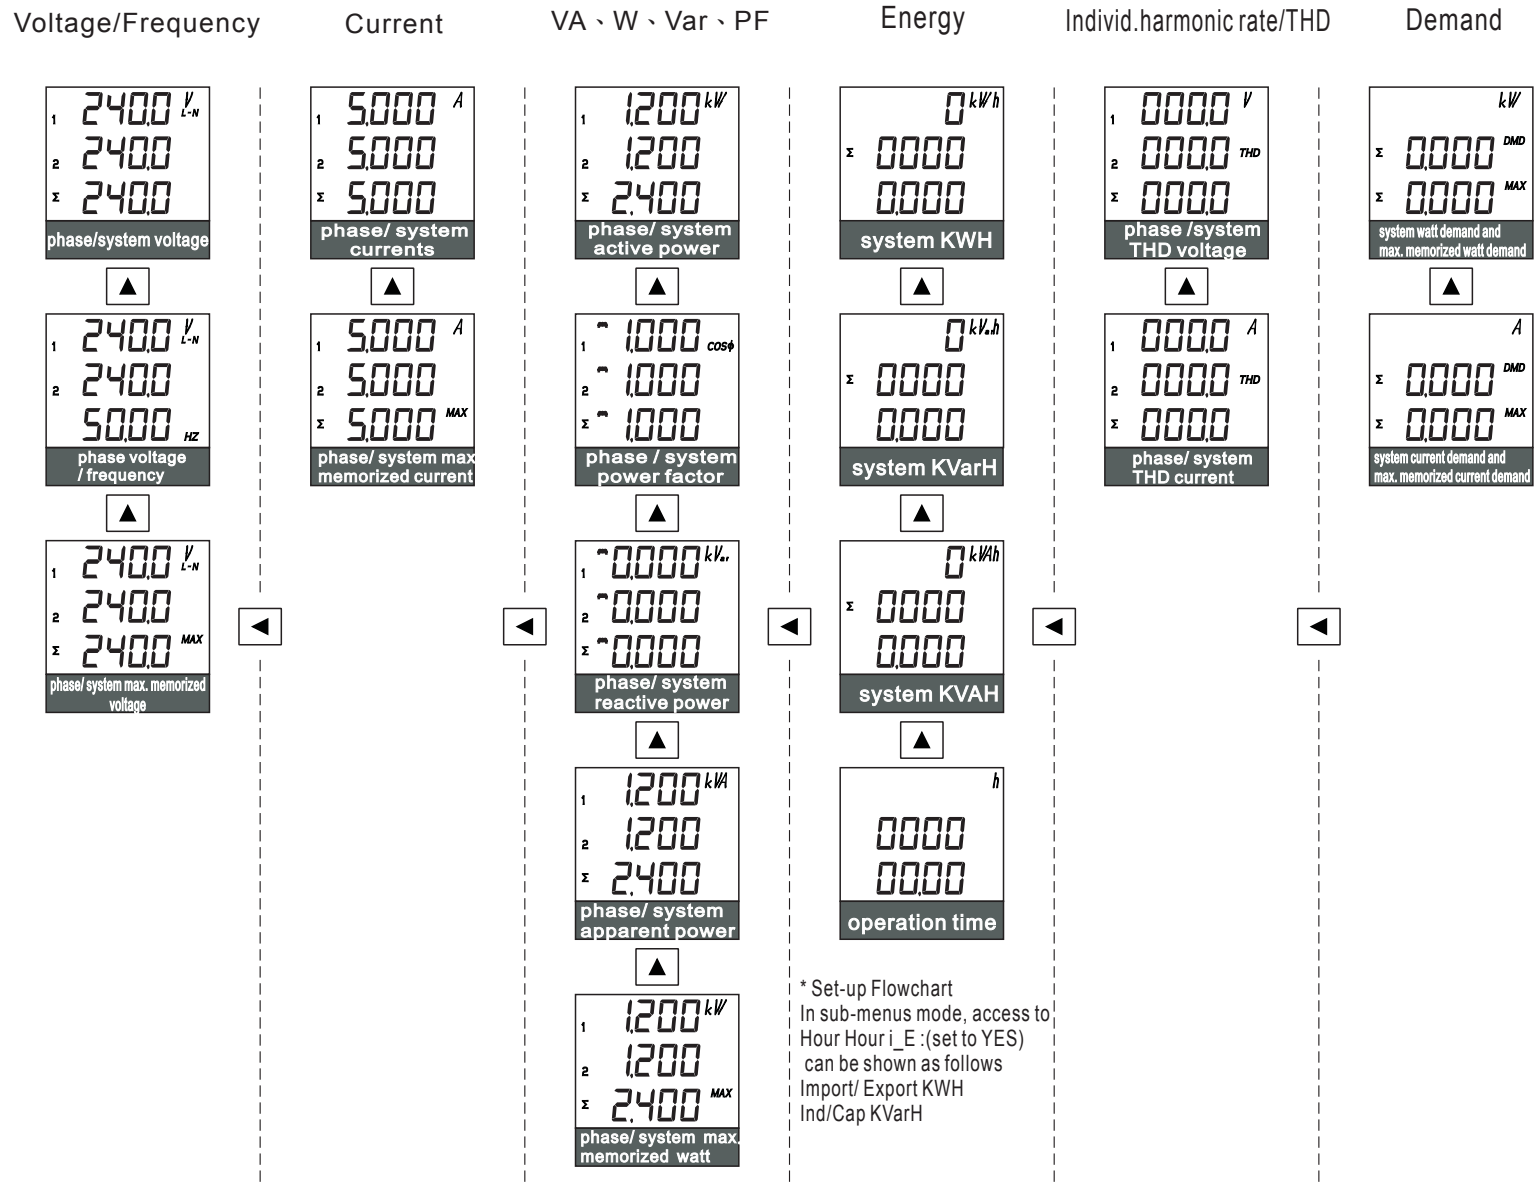 Voltage/Frequency
Current
VA、W、Var、PF
Energy
Individ.harmonic rate/THD
Demand
1 240.0 V L-N
2 240.0
Σ 240.0
phase/system voltage
1 240.0 V L-N
2 240.0
50.00 HZ
phase voltage
/ frequency
1 240.0 V L-N
2 240.0
Σ 240.0 MAX
phase/ system max. memorized
voltage
1 5.000 A
2 5.000
Σ 5.000
phase/ system
currents
1 5.000 A
2 5.000
Σ 5.000 MAX
phase/ system max
memorized current
1 1.200 kW
2 1.200
Σ 2.400
phase/ system
active power
1 1.000 COSϕ
2 1.000
Σ 1.000
phase / system
power factor
1 0.000 kVar
2 0.000
Σ 0.000
phase/ system
reactive power
1 1.200 kVA
2 1.200
Σ 2.400
phase/ system
apparent power
1 1.200 kW
2 1.200
Σ 2.400 MAX
phase/ system max.
memorized watt
0 kWh
Σ 0000
0.000
system KWH
0 kVarh
Σ 0000
0.000
system KVarH
0 kVAh
Σ 0000
0.000
system KVAH
h
0000
00.00
operation time
* Set-up Flowchart
In sub-menus mode, access to
Hour Hour i_E :(set to YES)
can be shown as follows
Import/ Export KWH
Ind/Cap KVarH
1 000.0 V
2 000.0 THD
Σ 000.0
phase /system
THD voltage
1 000.0 A
2 000.0 THD
Σ 000.0
phase/ system
THD current
kW
Σ 0.000 DMD
Σ 0.000 MAX
system watt demand and
max. memorized watt demand
A
Σ 0.000 DMD
Σ 0.000 MAX
system current demand and
max. memorized current demand